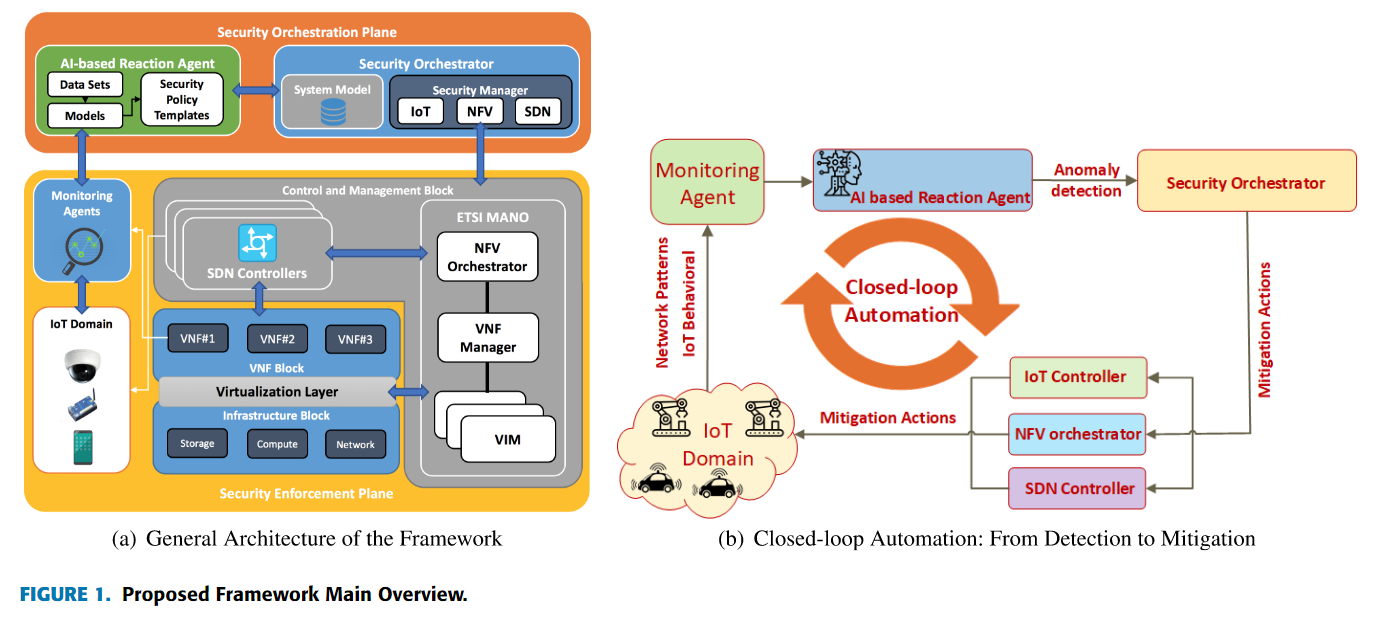 Security Orchestration Plane
AI-based Reaction Agent
Data Sets
Models
Security
Policy
Templates
Security Orchestrator
System Model
Security Manager
IoT
NFV
SDN
Monitoring
Agents
Control and Management Block
SDN Controllers
ETSI MANO
NFV
Orchestrator
VNF
Manager
VIM
IoT Domain
VNF#1
VNF#2
VNF#3
VNF Block
Virtualization Layer
Infrastructure Block
Storage
Compute
Network
Security Enforcement Plane
(a) General Architecture of the Framework
Monitoring
Agent
AI based Reaction Agent
Anomaly
detection
Security Orchestrator
Network Patterns
IoT Behavioral
Closed-loop
Automation
Mitigation Actions
IoT Controller
NFV orchestrator
SDN Controller
Mitigation Actions
IoT
Domain
(b) Closed-loop Automation: From Detection to Mitigation
FIGURE 1. Proposed Framework Main Overview.